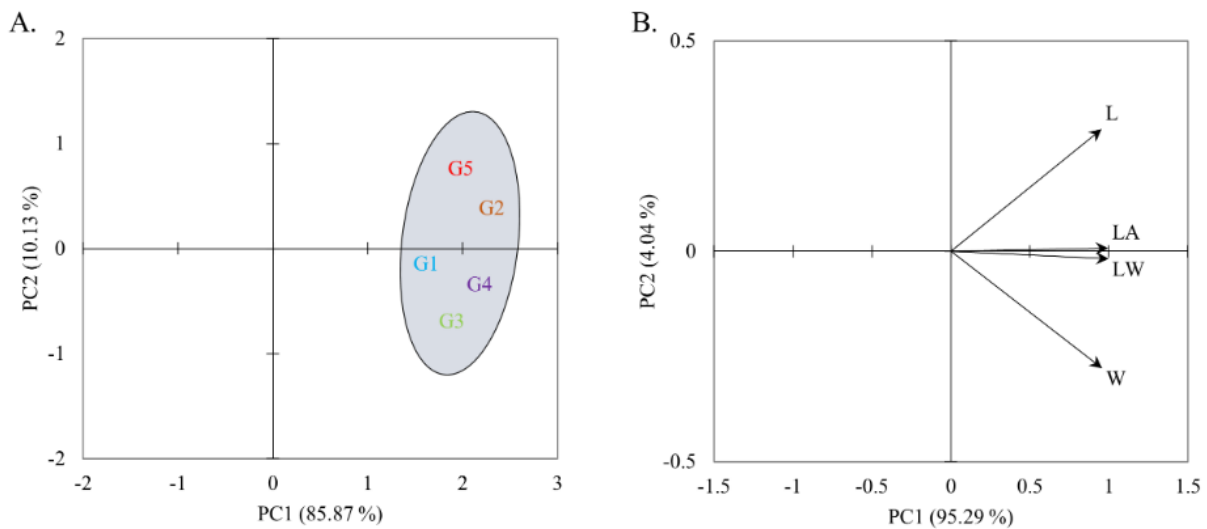 A.
2
1
0
-1
-2
-2 -1 0 1 2 3
PC2 (10.13 %)
PC1 (85.87 %)
G5
G2
G1
G4
G3
B.
0.5
0
-0.5
-1.5 -1 -0.5 0 0.5 1 1.5
PC2 (4.04 %)
PC1 (95.29 %)
L
LA
LW
W